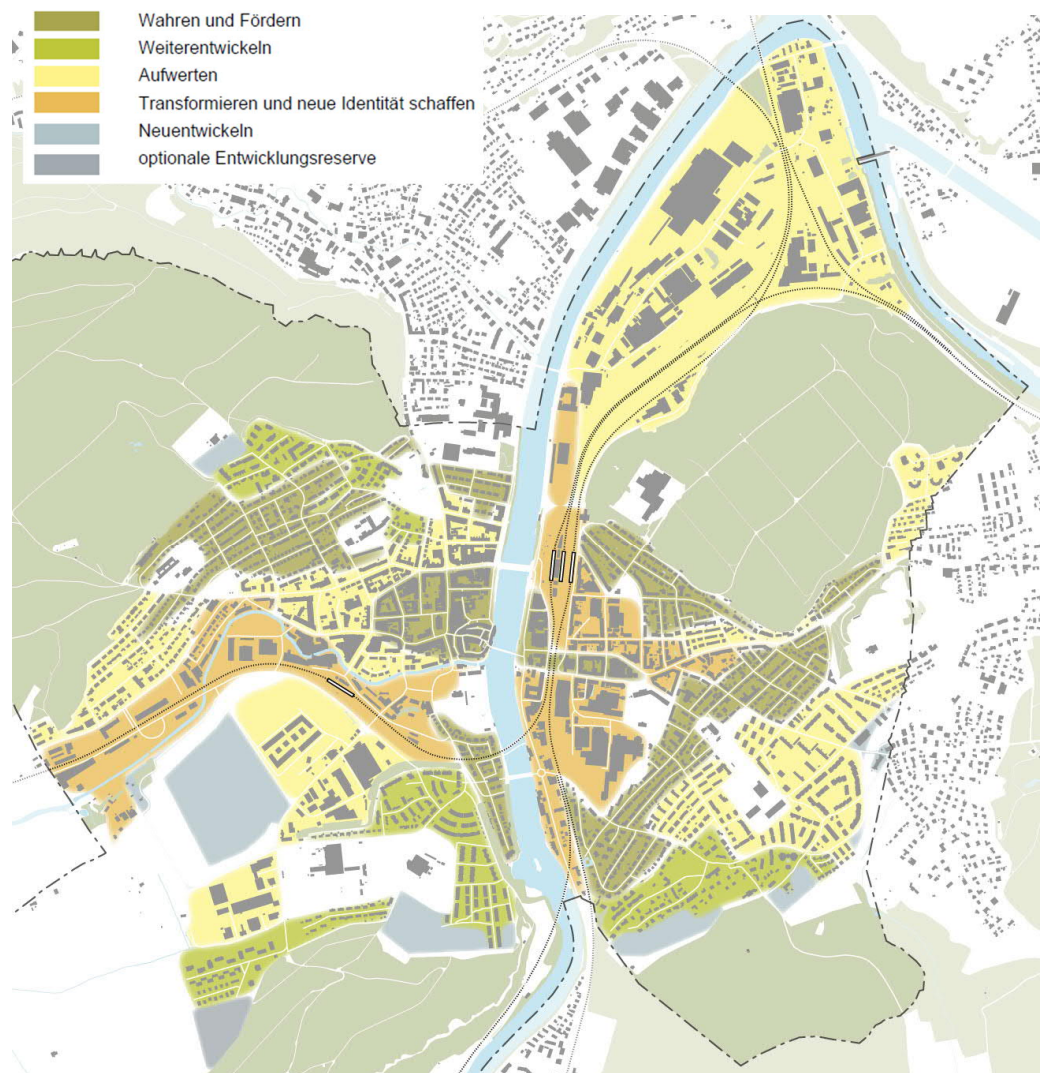 Wahren und Fördern
Weiterentwickeln
Aufwerten
Transformieren und neue Identität schaffen
Neuentwickeln
optionale Entwicklungsreserve